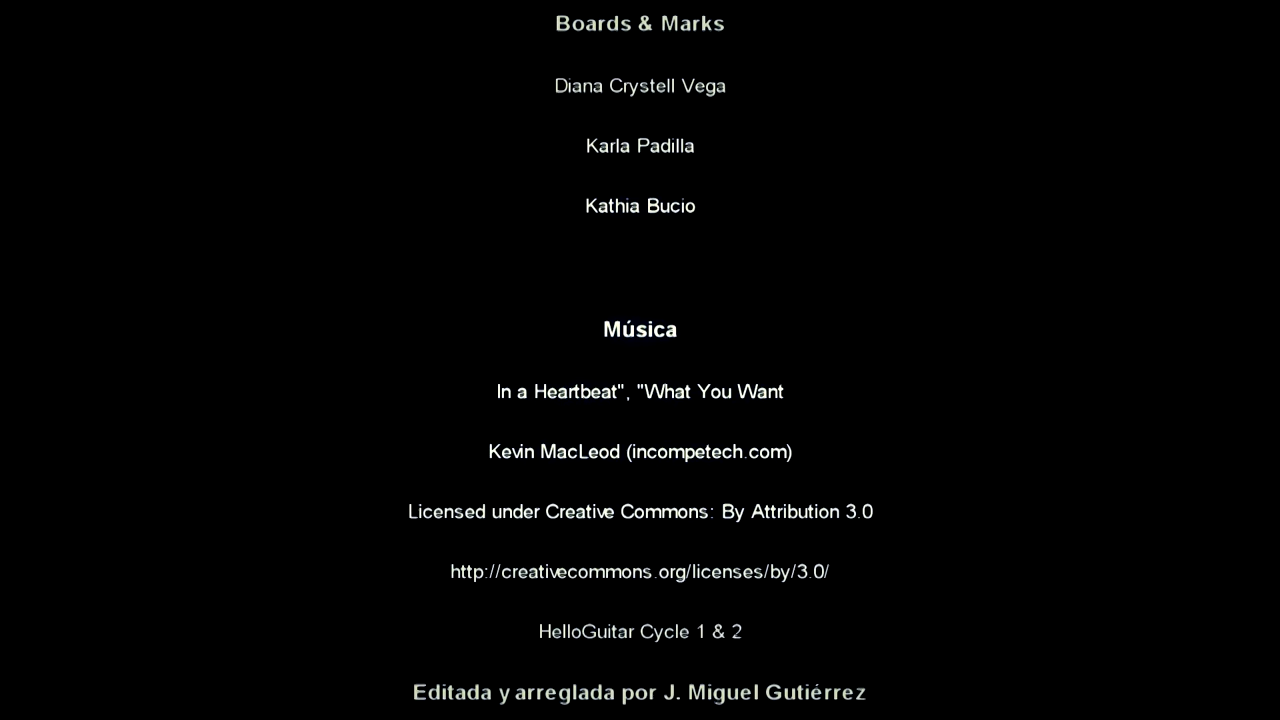 Boards & Marks
Diana Crystell Vega
Karla Padilla
Kathia Bucio
Música
In a Heartbeat", "What You Want
Kevin MacLeod (incompetech.com)
Licensed under Creative Commons: By Attribution 3.0
http://creativecommons.org/licenses/by/3.0/
HelloGuitar Cycle 1 & 2
Editada y arreglada por J. Miguel Gutiérrez